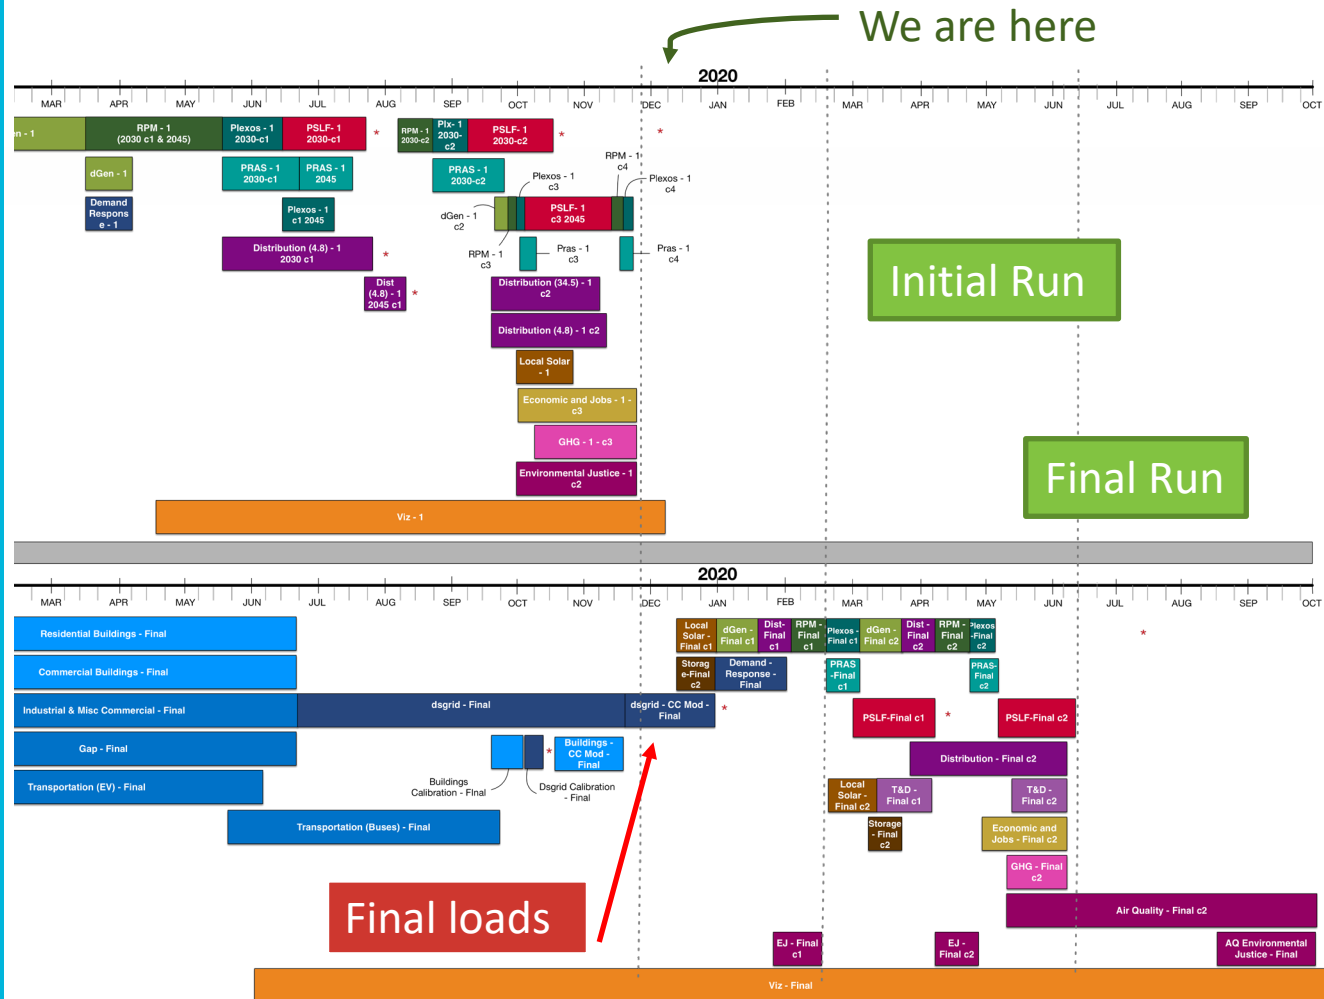 We are here
2020
MAR APR MAY JUN JUL AUG SEP OCT NOV DEC JAN FEB MAR APR MAY JUN JUL AUG SEP OCT
n - 1
RPM - 1
(2030 c1 & 2045)
Plexos - 1
2030-c1
PSLF- 1
2030-c1
*
RPM - 1
2030-c2
Plx- 1
2030-
c2
PSLF- 1
2030-c2
*
*
dGen - 1
PRAS - 1
2030-c1
PRAS - 1
2045
PRAS - 1
2030-c2
RPM - 1
c4
Plexos - 1
c3
Plexos - 1
c4
Demand
Respons
e - 1
Plexos - 1
c1 2045
dGen - 1
c2
PSLF- 1
c3 2045
Distribution (4.8) - 1
2030 c1
*
RPM - 1
c3
Pras - 1
c3
Pras - 1
c4
Initial Run
Dist
(4.8) - 1
2045 c1
*
Distribution (34.5) - 1
c2
Distribution (4.8) - 1 c2
Local Solar
- 1
Economic and Jobs - 1 -
c3
GHG - 1 - c3
Environmental Justice - 1
c2
Final Run
Viz - 1
2020
MAR APR MAY JUN JUL AUG SEP OCT NOV DEC JAN FEB MAR APR MAY JUN JUL AUG SEP OCT
Residential Buildings - Final
Local
Solar -
Final c1
dGen -
Final c1
Dist-
Final
c1
RPM -
Final
c1
Plexos -
Final c1
dGen -
Final c2
Dist -
Final
c2
RPM -
Final
c2
Plexos
-Final
c2
*
Commercial Buildings - Final
Storag
e-Final
c2
Demand -
Response -
Final
PRAS
-Final
c1
PRAS-
Final
c2
Industrial & Misc Commercial - Final
dsgrid - Final
dsgrid - CC Mod -
Final
*
PSLF-Final c1
*
PSLF-Final c2
Gap - Final
*
Buildings -
CC Mod -
Final
Distribution - Final c2
Buildings
Calibration - FInal
Dsgrid Calibration
- Final
Transportation (EV) - Final
Local
Solar -
Final c2
T&D -
Final c1
T&D -
Final c2
Transportation (Buses) - Final
Storage
- Final
c2
Economic and
Jobs - Final c2
GHG - Final
c2
Final loads
Air Quality - Final c2
EJ - Final
c1
EJ -
Final c2
AQ Environmental
Justice - Final
Viz - Final